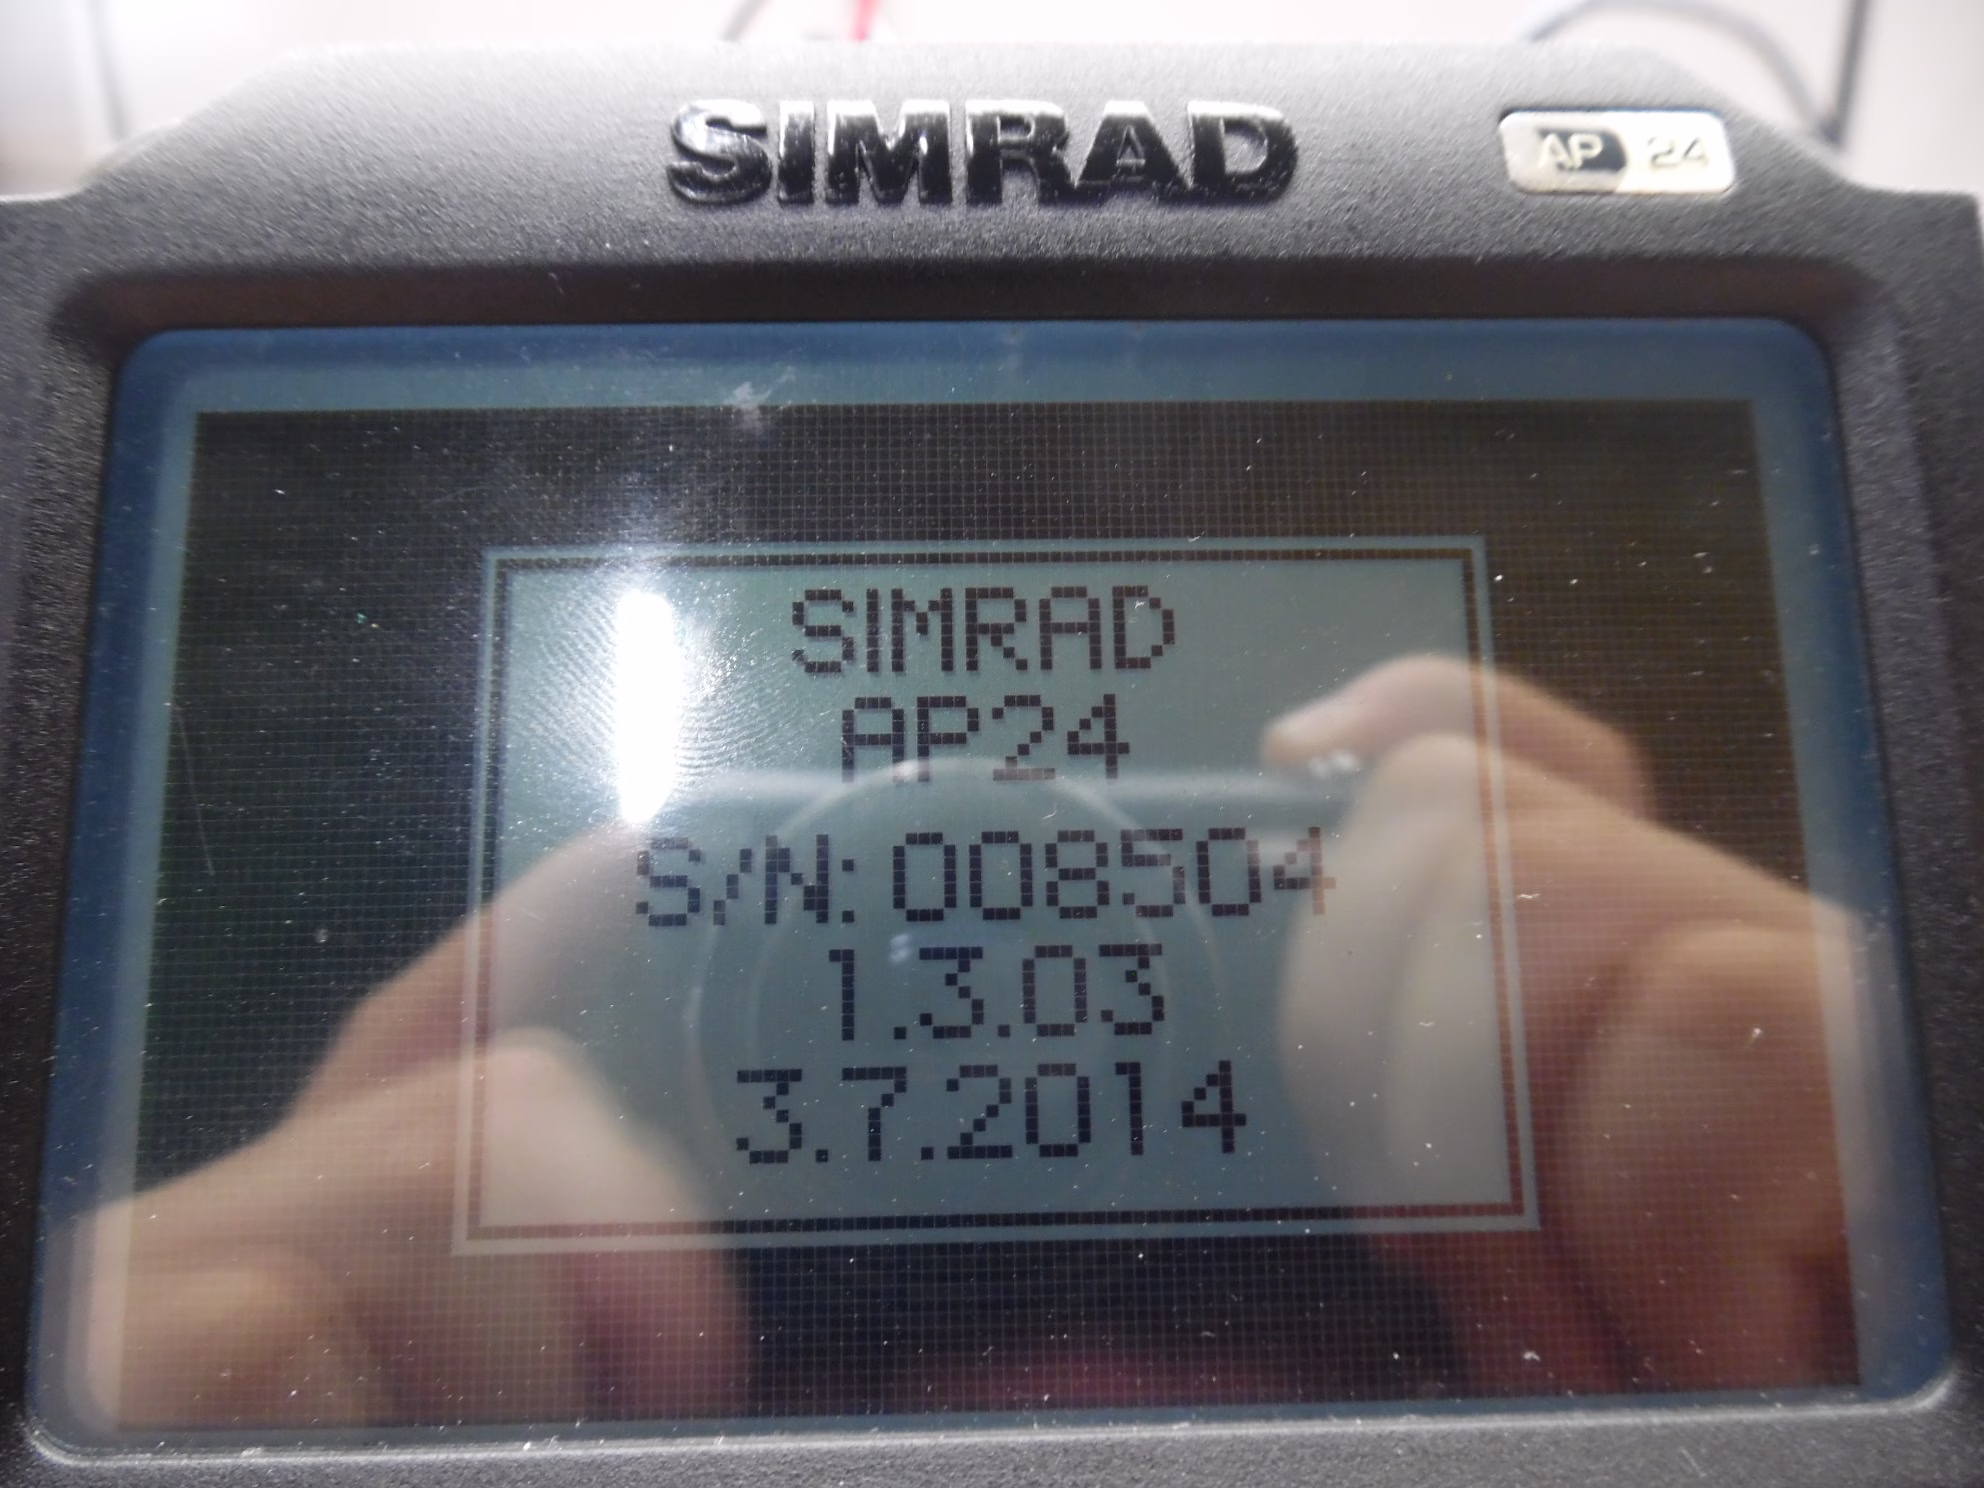 SIMRAD
AP 24
SIMRAD
AP24
S/N: 008504
1.3.03
3.7.2014